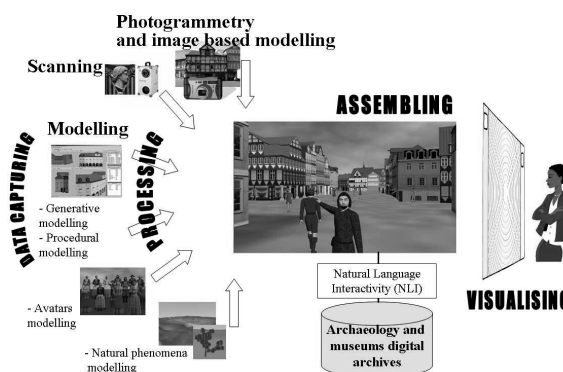 Photogrammetry
and image based modelling
Scanning
ASSEMBLING
Modelling
DATA CAPTURING
PROCESSING
- Generative
modelling
- Procedural
modelling
- Avatars
modelling
- Natural phenomena
modelling
Natural Language
Interactivity (NLI)
Archaeology and
museums digital
archives
VISUALISING